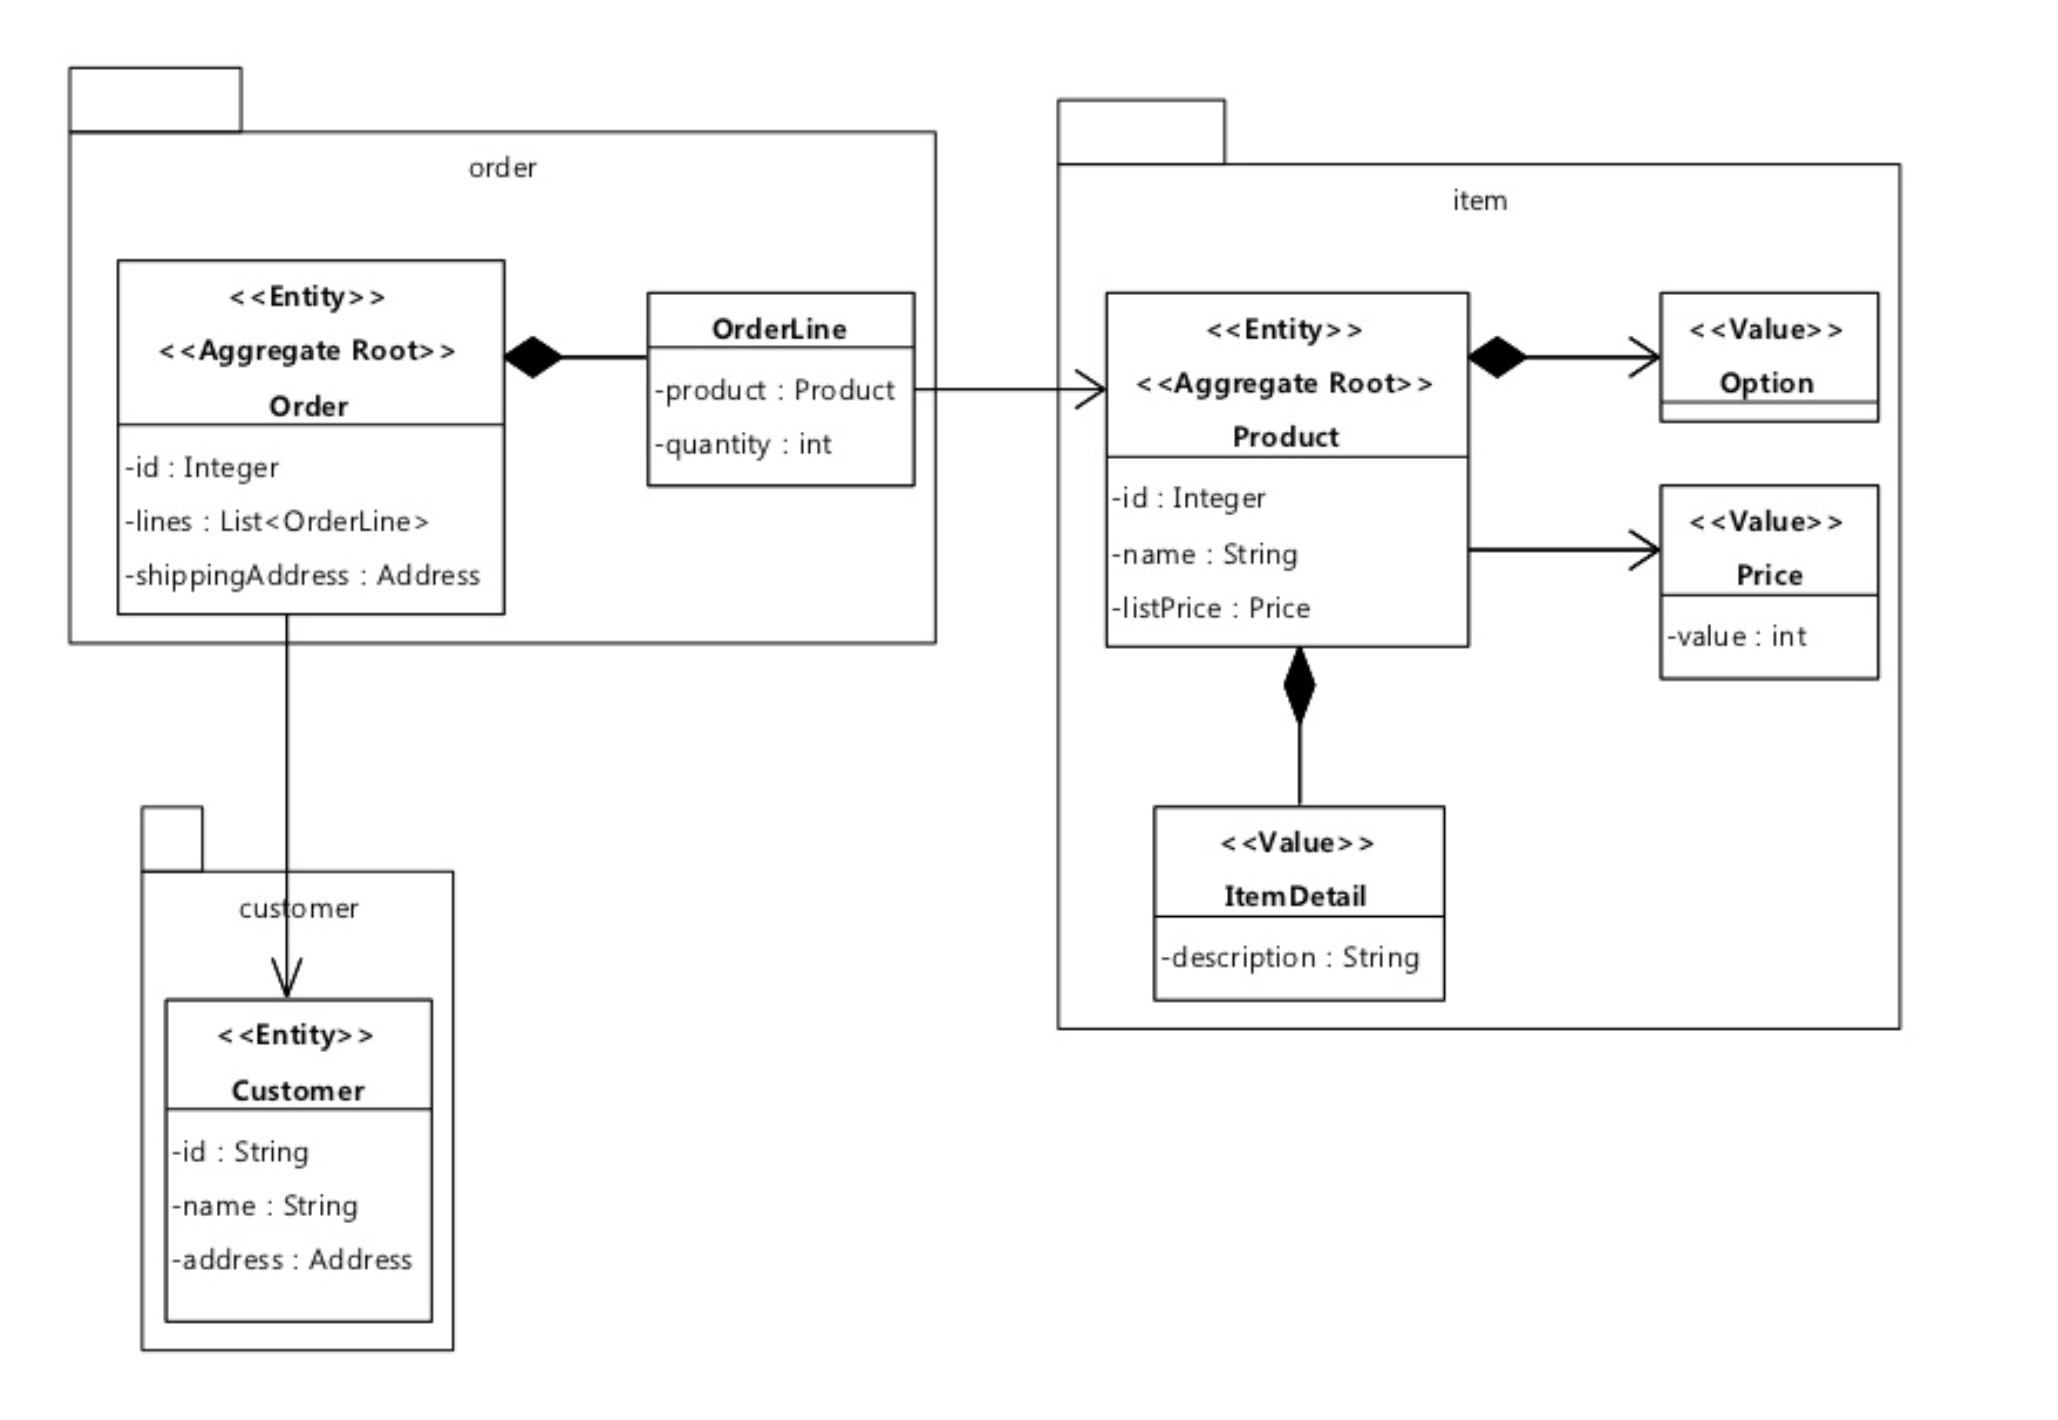 order
<<Entity>>
<<Aggregate Root>>
Order
-id : Integer
-lines : List<OrderLine>
-shippingAddress : Address
OrderLine
-product : Product
-quantity : int
item
<<Entity>>
<<Aggregate Root>>
Product
-id : Integer
-name : String
-listPrice : Price
<<Value>>
Option
<<Value>>
Price
-value : int
<<Value>>
ItemDetail
-description : String
customer
<<Entity>>
Customer
-id : String
-name : String
-address : Address